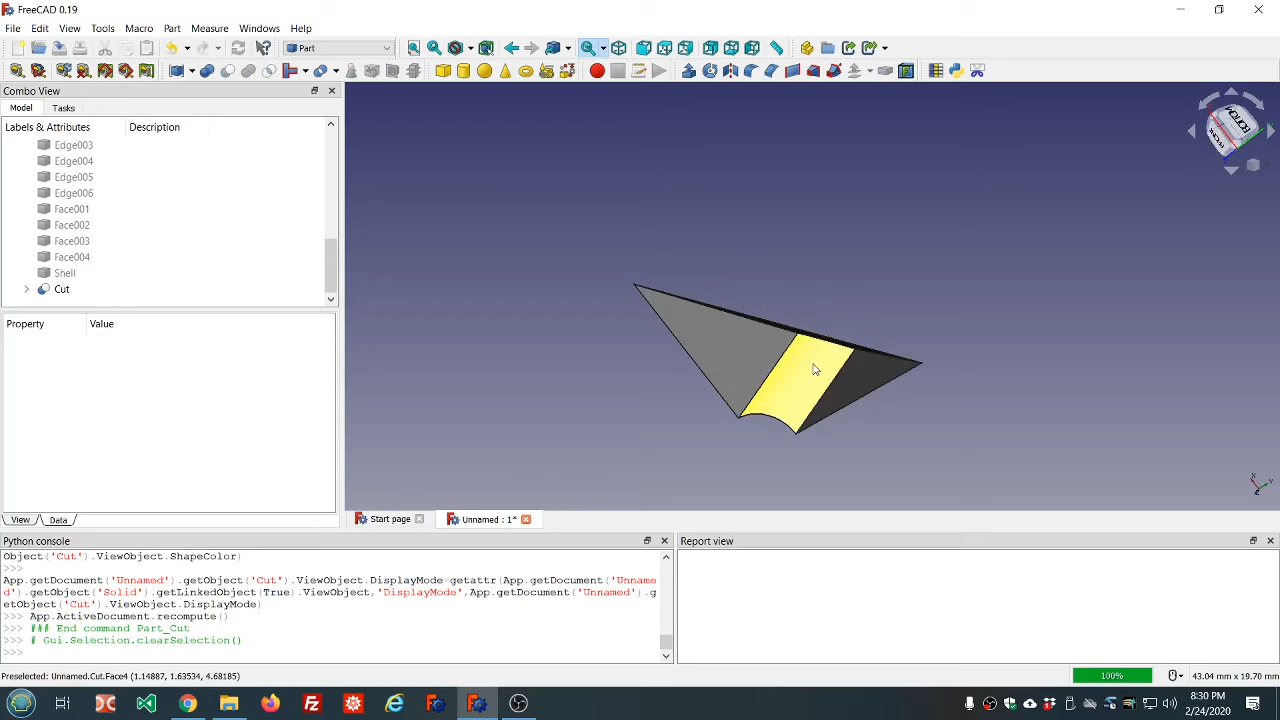 FreeCAD 0.19
File Edit View Tools Macro Part Measure Windows Help
Part
Combo View
Model Tasks
Labels & Attributes Description
Edge003
Edge004
Edge005
Edge006
Face001
Face002
Face003
Face004
Shell
Cut
Property Value
View Data
BOTTOM
X Y Z
Start page Unnamed : 1*
Python console
Object('Cut').ViewObject.ShapeColor)
>>>
App.getDocument('Unnamed').getObject('Cut').ViewObject.DisplayMode=getattr(App.getDocument('Unname
d').getObject('Solid').getLinkedObject(True).ViewObject,'DisplayMode',App.getDocument('Unnamed').g
etObject('Cut').ViewObject.DisplayMode)
>>> App.ActiveDocument.recompute()
>>> ### End command Part_Cut
>>> # Gui.Selection.clearSelection()
>>>
Report view
Preselected: Unnamed.Cut.Face4 (1.14887, 1.63534, 4.68185)
100%
43.04 mm x 19.70 mm
8:30 PM
2/24/2020